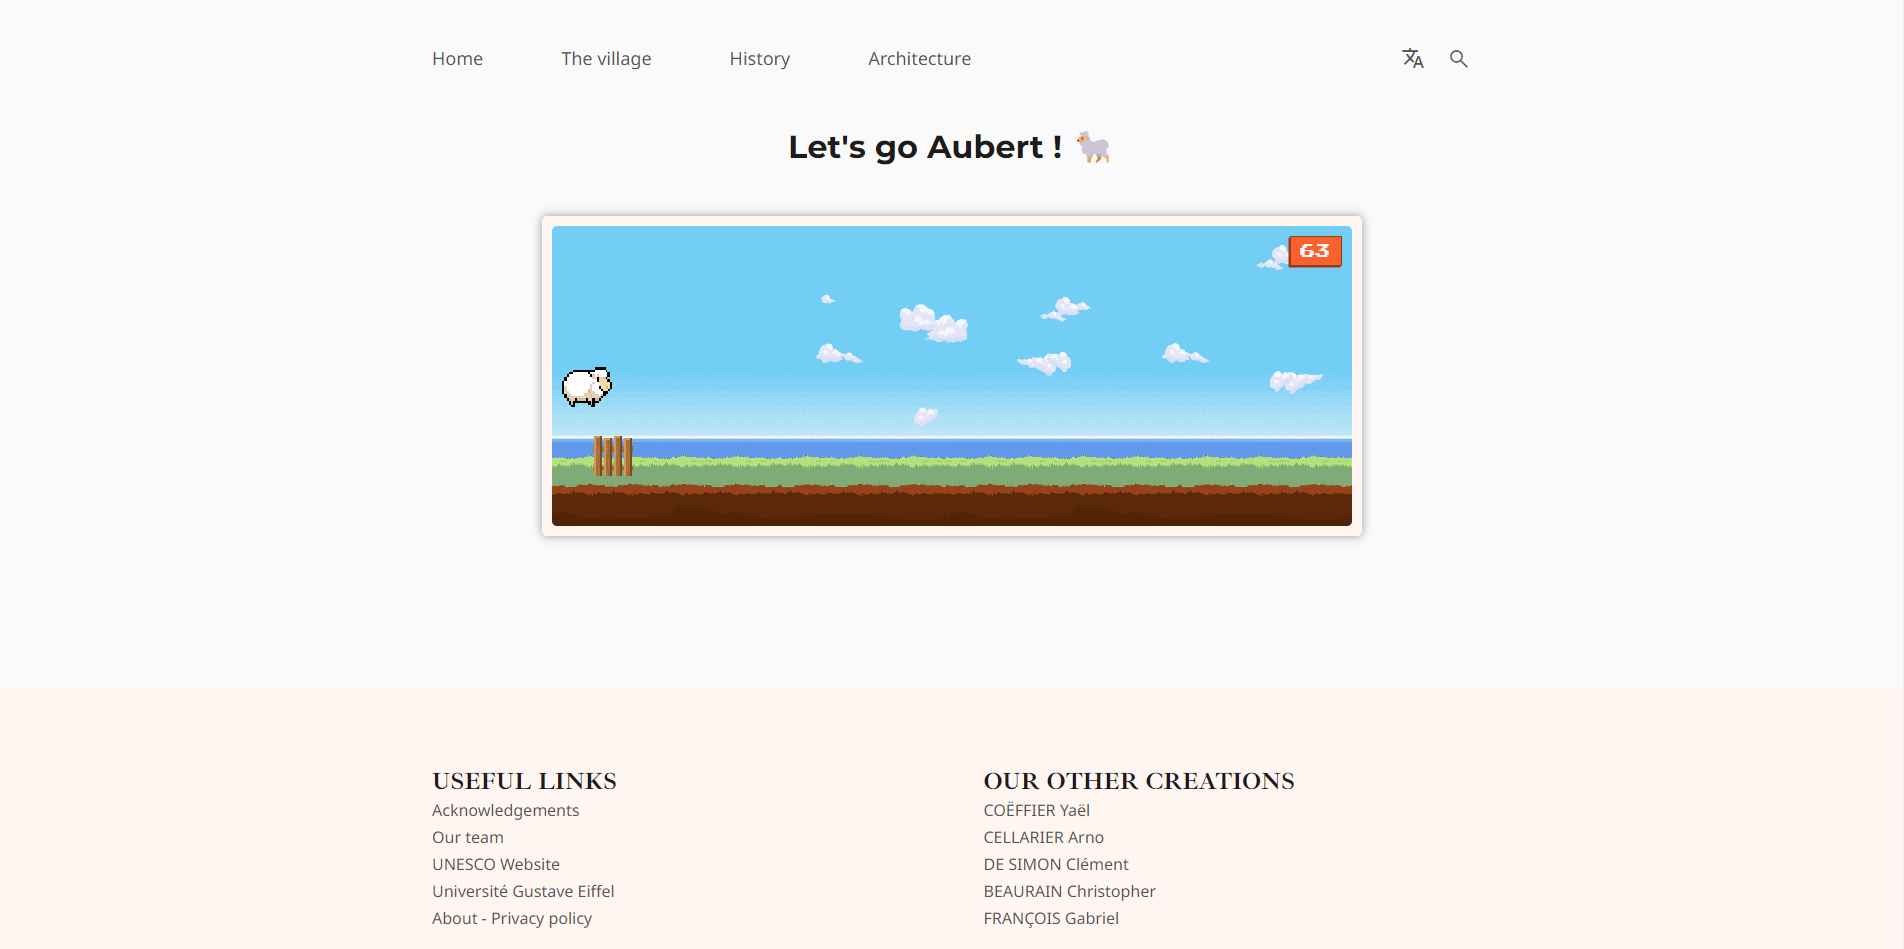 Home
The village
History
Architecture
Let's go Aubert !
63
USEFUL LINKS
Acknowledgements
Our team
UNESCO Website
Université Gustave Eiffel
About - Privacy policy
OUR OTHER CREATIONS
COËFFIER Yaël
CELLARIER Arno
DE SIMON Clément
BEAURAIN Christopher
FRANÇOIS Gabriel